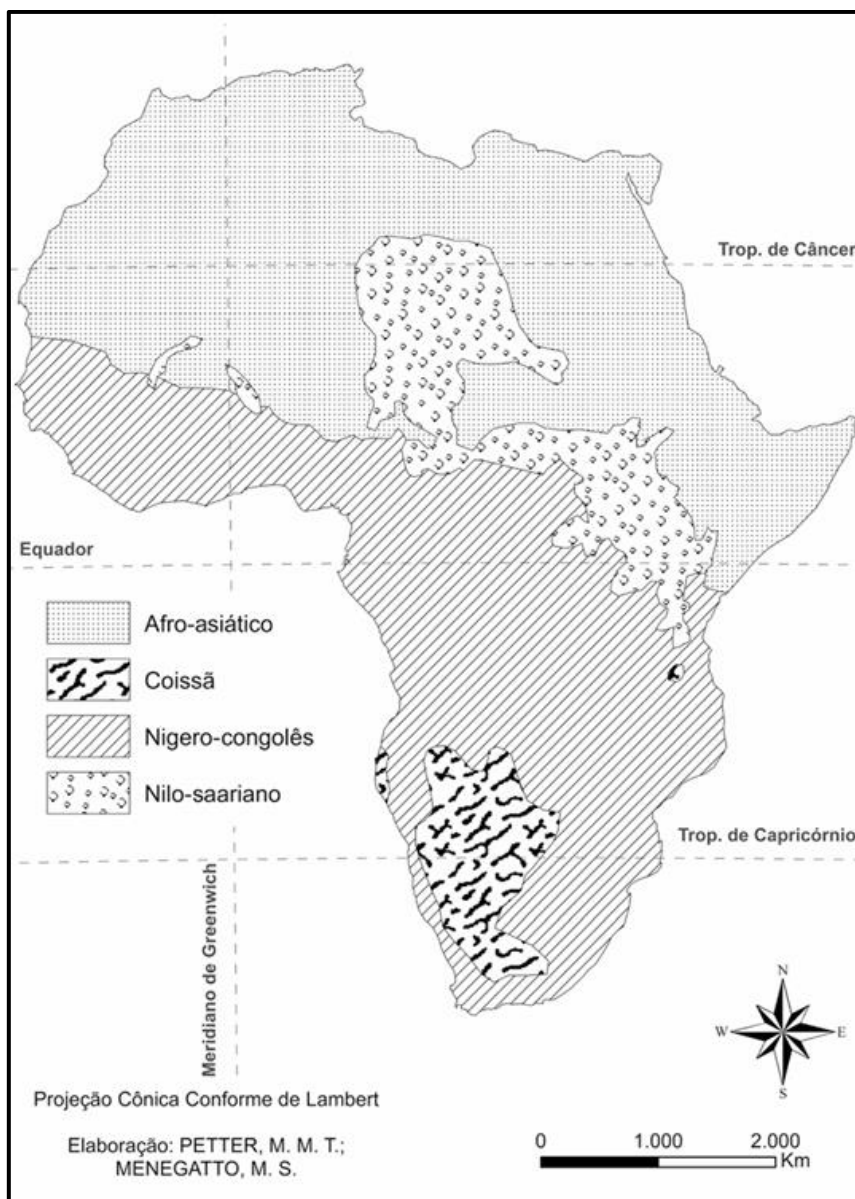 Trop. de Câncer
Equador
Afro-asiático
Coissã
Nigero-congolês
Nilo-saariano
Trop. de Capricórnio
Meridiano de Greenwich
N
W
E
S
Projeção Cônica Conforme de Lambert
Elaboração: PETTER, M. M. T.;
MENEGATTO, M. S.
0 1.000 2.000
Km